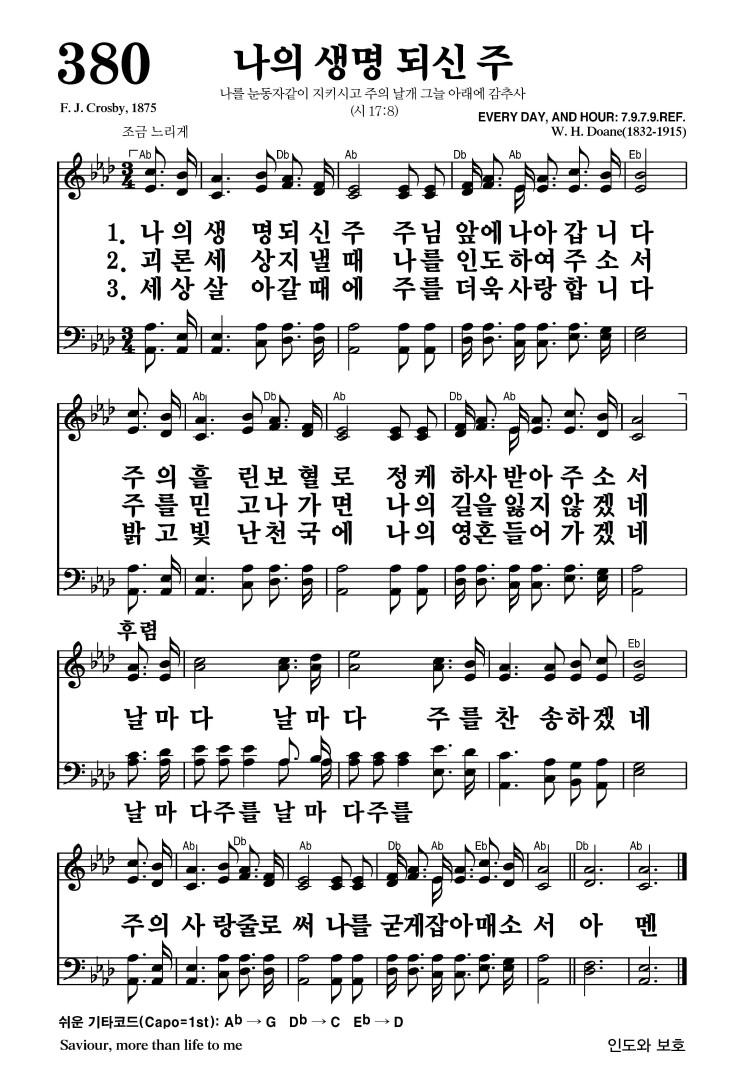 380
나의 생명 되신 주
나를 눈동자같이 지키시고 주의 날개 그늘 아래에 감추사
(시 17:8)
F. J. Crosby, 1875
EVERY DAY, AND HOUR: 7.9.7.9.REF.
W. H. Doane(1832-1915)
조금 느리게
Ab Db Ab Db Ab Eb
3 4
1. 나의생 명되신주 주님 앞에나아갑니다
2. 괴론세 상지낼때 나를 인도하여주소서
3. 세상살 아갈때에 주를 더욱사랑합니다
3 4
Ab Db Ab Db Ab
주의흘 린보혈로 정케 하사받아주소서
주를믿 고나가면 나의 길을잃지않겠네
밝고빛 난천국에 나의 영혼들어가겠네
후렴
Eb
날마다 날마다 주를찬 송하겠네
날마 다주를 날마 다주를
Ab Db Ab Db Ab Eb Ab Db Ab
주의 사랑줄로 써 나를 굳게잡아매소서 아 멘
쉬운 기타코드(Capo=1st): Ab → G Db → C Eb → D
Saviour, more than life to me
인도와 보호